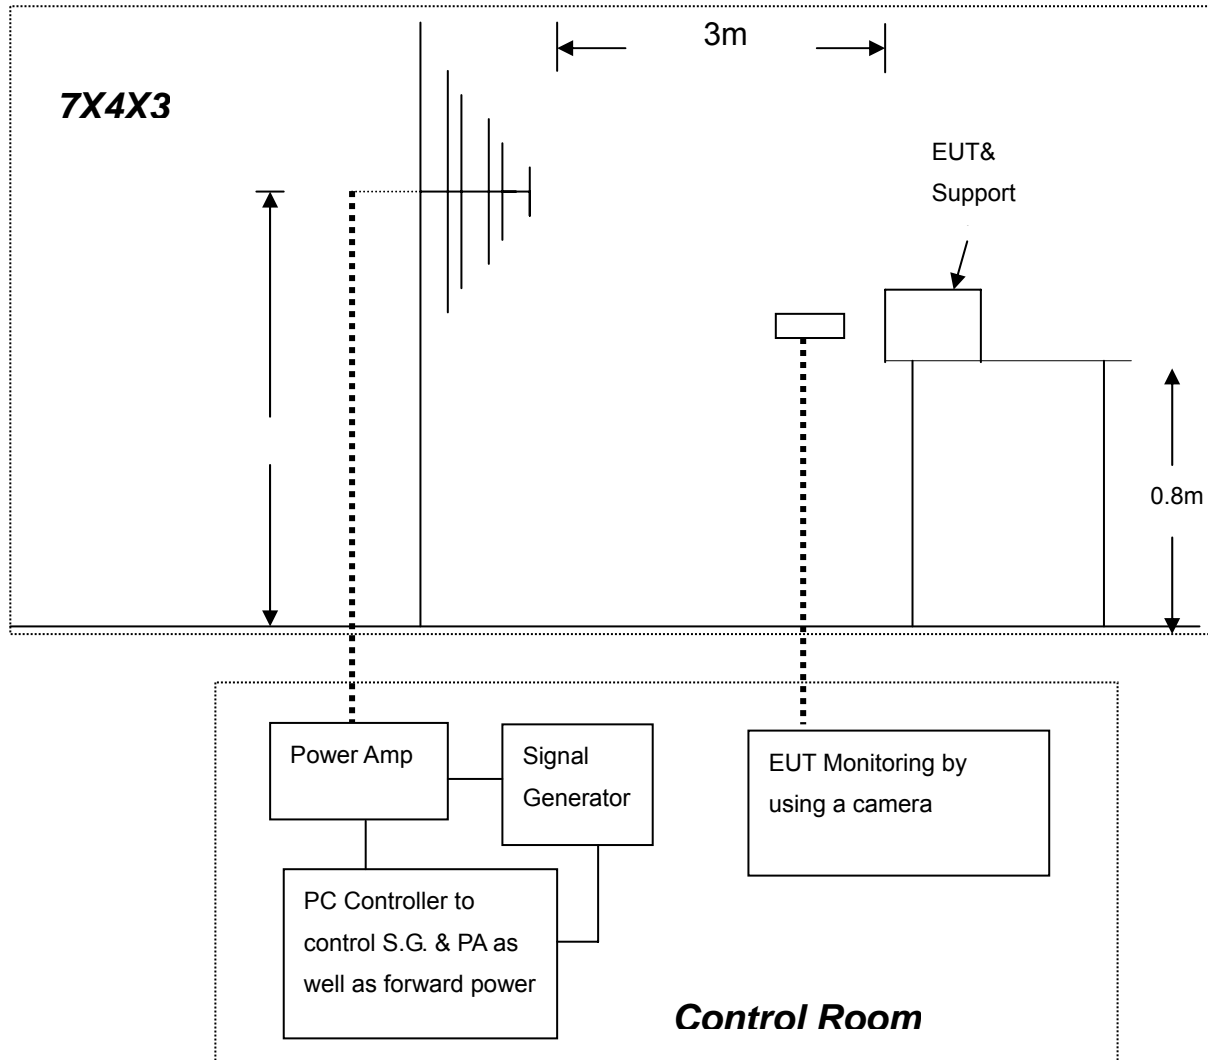 3m
7X4X3
EUT&
Support
0.8m
Power Amp
Signal
Generator
EUT Monitoring by
using a camera
PC Controller to
control S.G. & PA as
well as forward power
Control Room